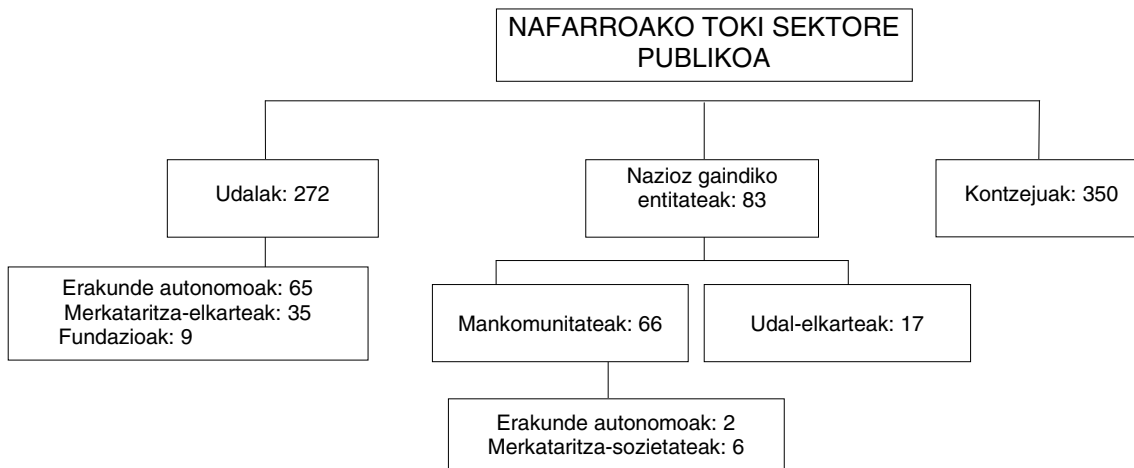 NAFARROAKO TOKI SEKTORE
PUBLIKOA
Udalak: 272
Nazioz gaindiko
entitateak: 83
Kontzejuak: 350
Erakunde autonomoak: 65
Merkataritza-elkarteak: 35
Fundazioak: 9
Mankomunitateak: 66
Udal-elkarteak: 17
Erakunde autonomoak: 2
Merkataritza-sozietateak: 6